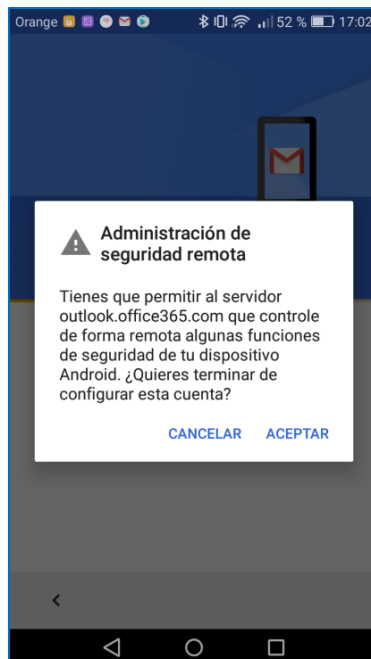 Orange 52 % 17:02
Administración de
seguridad remota
Tienes que permitir al servidor
outlook.office365.com que controle
de forma remota algunas funciones
de seguridad de tu dispositivo
Android. ¿Quieres terminar de
configurar esta cuenta?
CANCELAR ACEPTAR